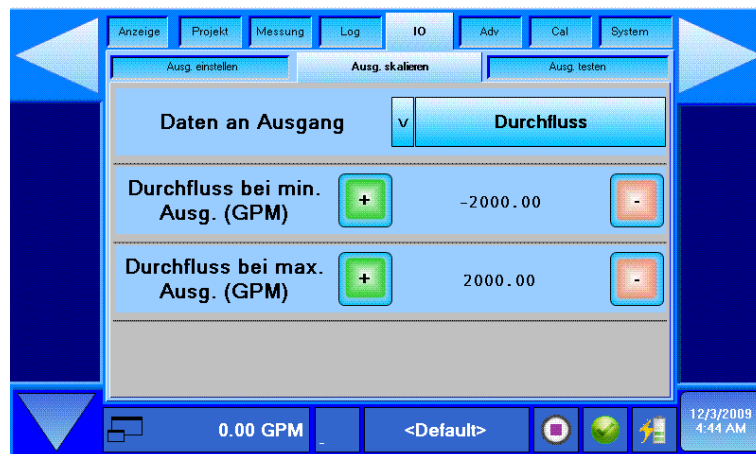 Anzeige Projekt Messung Log IO Adv Cal System
Ausg. einstellen Ausg. skalieren Ausg. testen
Daten an Ausgang v Durchfluss
Durchfluss bei min.
Ausg. (GPM) + -2000.00 -
Durchfluss bei max.
Ausg. (GPM) + 2000.00 -
0.00 GPM _ <Default>
12/3/2009
4:44 AM